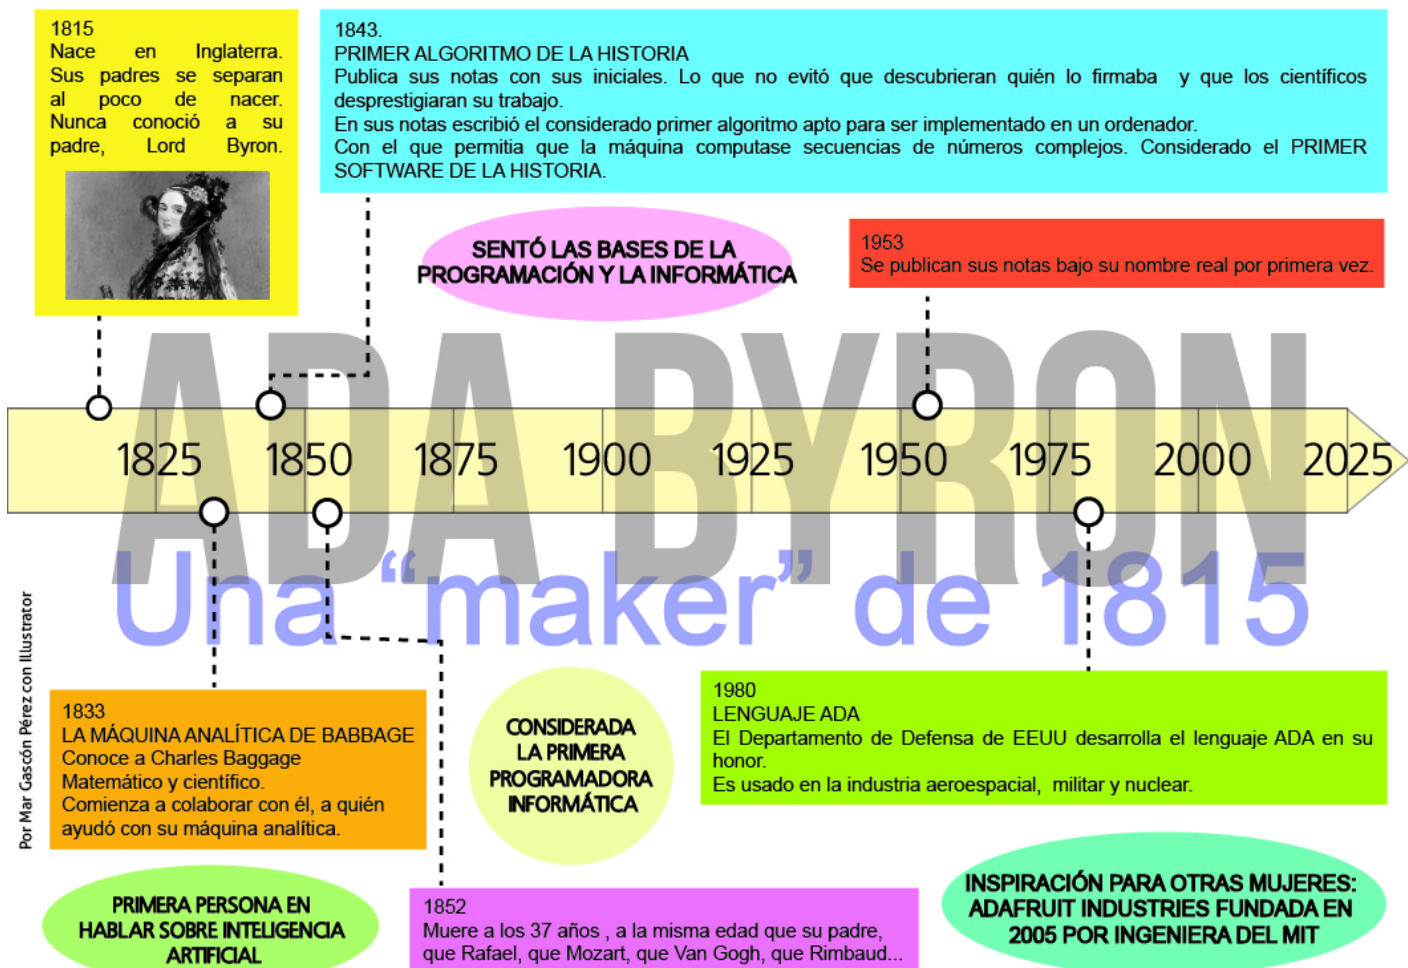 1815
Nace en Inglaterra.
Sus padres se separan
al poco de nacer.
Nunca conoció a su
padre, Lord Byron.
1843.
PRIMER ALGORITMO DE LA HISTORIA
Publica sus notas con sus iniciales. Lo que no evitó que descubrieran quién lo firmaba y que los científicos
desprestigiaran su trabajo.
En sus notas escribió el considerado primer algoritmo apto para ser implementado en un ordenador.
Con el que permitia que la máquina computase secuencias de números complejos. Considerado el PRIMER
SOFTWARE DE LA HISTORIA.
SENTÓ LAS BASES DE LA
PROGRAMACIÓN Y LA INFORMÁTICA
1953
Se publican sus notas bajo su nombre real por primera vez.
ADA BYRON
1825 1850 1875 1900 1925 1950 1975 2000 2025
Una “maker” de 1815
Por Mar Gascón Pérez con Illustrator
1833
LA MÁQUINA ANALÍTICA DE BABBAGE
Conoce a Charles Baggage
Matemático y científico.
Comienza a colaborar con él, a quién
ayudó con su máquina analítica.
CONSIDERADA
LA PRIMERA
PROGRAMADORA
INFORMÁTICA
1980
LENGUAJE ADA
El Departamento de Defensa de EEUU desarrolla el lenguaje ADA en su
honor.
Es usado en la industria aeroespacial, militar y nuclear.
PRIMERA PERSONA EN
HABLAR SOBRE INTELIGENCIA
ARTIFICIAL
1852
Muere a los 37 años , a la misma edad que su padre,
que Rafael, que Mozart, que Van Gogh, que Rimbaud...
INSPIRACIÓN PARA OTRAS MUJERES:
ADAFRUIT INDUSTRIES FUNDADA EN
2005 POR INGENIERA DEL MIT